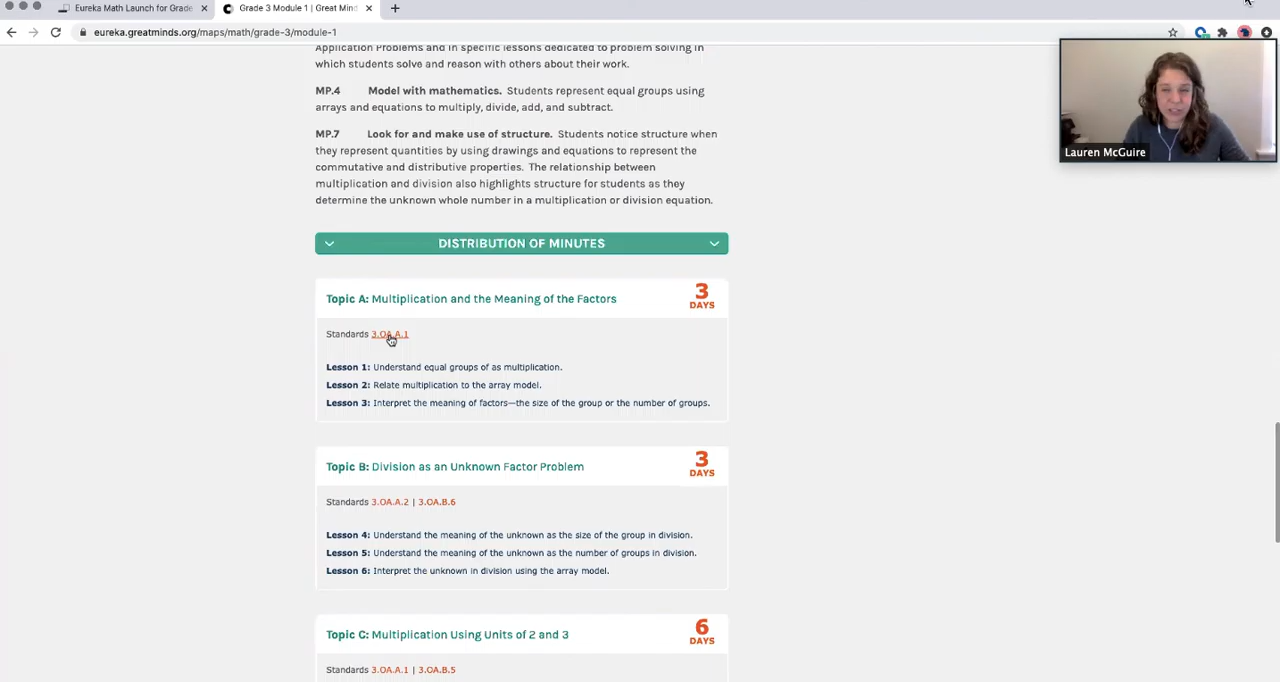 Eureka Math Launch for Grade
Grade 3 Module 1 | Great Mind
eureka.greatminds.org/maps/math/grade-3/module-1
Application Problems and in specific lessons dedicated to problem solving in
which students solve and reason with others about their work.
MP.4 Model with mathematics. Students represent equal groups using
arrays and equations to multiply, divide, add, and subtract.
MP.7 Look for and make use of structure. Students notice structure when
they represent quantities by using drawings and equations to represent the
commutative and distributive properties. The relationship between
multiplication and division also highlights structure for students as they
determine the unknown whole number in a multiplication or division equation.
Lauren McGuire
DISTRIBUTION OF MINUTES
Topic A: Multiplication and the Meaning of the Factors
3
DAYS
Standards 3.OA.A.1
Lesson 1: Understand equal groups of as multiplication.
Lesson 2: Relate multiplication to the array model.
Lesson 3: Interpret the meaning of factors—the size of the group or the number of groups.
Topic B: Division as an Unknown Factor Problem
3
DAYS
Standards 3.OA.A.2 | 3.OA.B.6
Lesson 4: Understand the meaning of the unknown as the size of the group in division.
Lesson 5: Understand the meaning of the unknown as the number of groups in division.
Lesson 6: Interpret the unknown in division using the array model.
Topic C: Multiplication Using Units of 2 and 3
6
DAYS
Standards 3.OA.A.1 | 3.OA.B.5